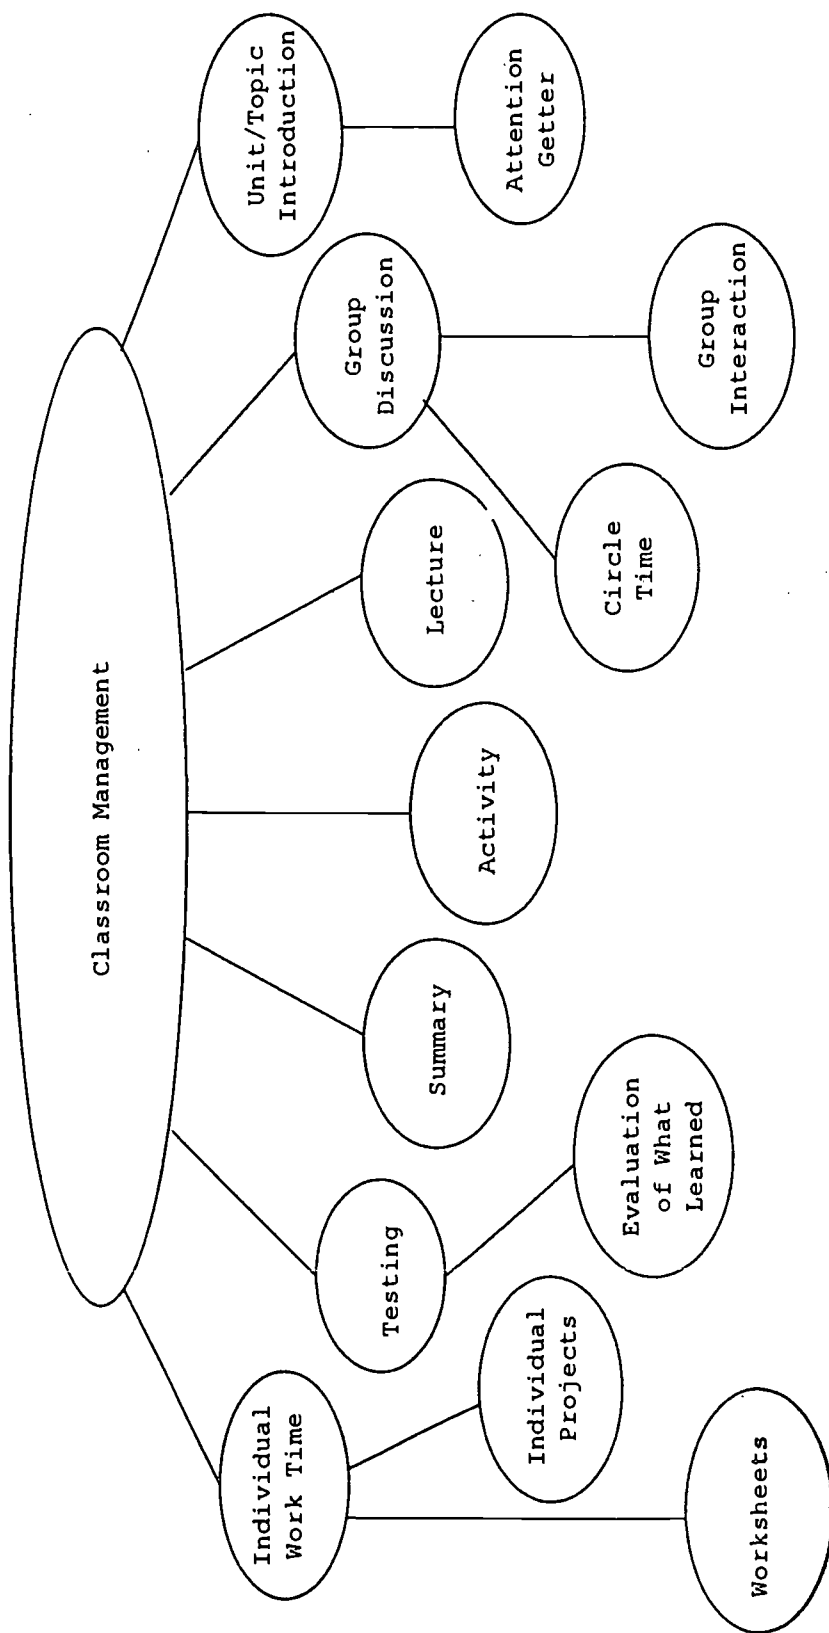 Classroom Management
Individual
Work Time
Testing
Summary
Activity
Lecture
Group
Discussion
Unit/Topic
Introduction
Worksheets
Individual
Projects
Evaluation
of What
Learned
Circle
Time
Group
Interaction
Attention
Getter